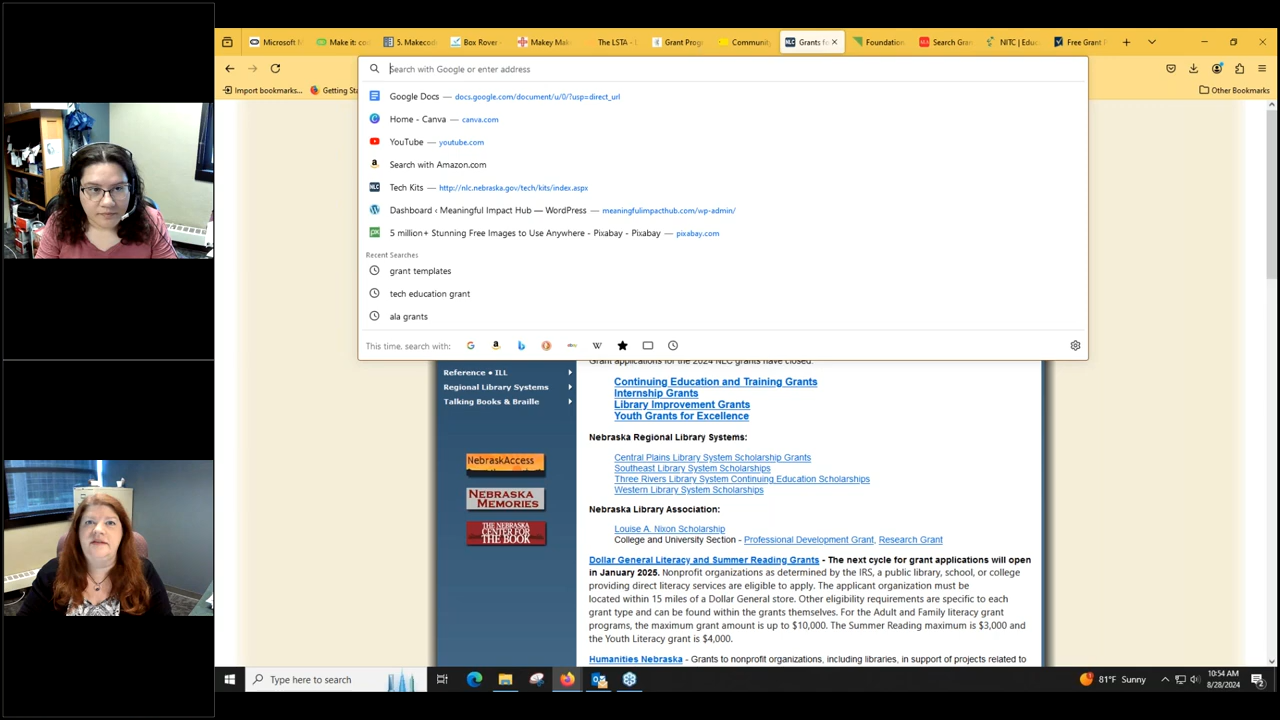 Microsoft M
Make it: co
5. Makecod
Box Rover -
Makey Mak
The LSTA - L
Grant Prog
Community
Grants fo
Foundation
Search Gran
NITC | Educ
Free Grant P
Search with Google or enter address
Import bookmarks...
Getting Sta
Other Bookmarks
Google Docs — docs.google.com/document/u/0/?usp=direct_url
Home - Canva — canva.com
YouTube — youtube.com
Search with Amazon.com
Tech Kits — http://nlc.nebraska.gov/tech/kits/index.aspx
Dashboard ‹ Meaningful Impact Hub — WordPress — meaningfulimpacthub.com/wp-admin/
5 million+ Stunning Free Images to Use Anywhere - Pixabay - Pixabay — pixabay.com
Recent Searches
grant templates
tech education grant
ala grants
This time, search with:
Grant applications for the 2024 NLC grants have closed.
Reference • ILL
Regional Library Systems
Talking Books & Braille
NebraskAccess
NEBRASKA MEMORIES
THE NEBRASKA CENTER FOR THE BOOK
Continuing Education and Training Grants
Internship Grants
Library Improvement Grants
Youth Grants for Excellence
Nebraska Regional Library Systems:
Central Plains Library System Scholarship Grants
Southeast Library System Scholarships
Three Rivers Library System Continuing Education Scholarships
Western Library System Scholarships
Nebraska Library Association:
Louise A. Nixon Scholarship
College and University Section - Professional Development Grant, Research Grant
Dollar General Literacy and Summer Reading Grants - The next cycle for grant applications will open
in January 2025. Nonprofit organizations as determined by the IRS, a public library, school, or college
providing direct literacy services are eligible to apply. The applicant organization must be
located within 15 miles of a Dollar General store. Other eligibility requirements are specific to each
grant type and can be found within the grants themselves. For the Adult and Family literacy grant
programs, the maximum grant amount is up to $10,000. The Summer Reading maximum is $3,000 and
the Youth Literacy grant is $4,000.
Humanities Nebraska - Grants to nonprofit organizations, including libraries, in support of projects related to
Type here to search
81°F Sunny
10:54 AM
8/28/2024
2